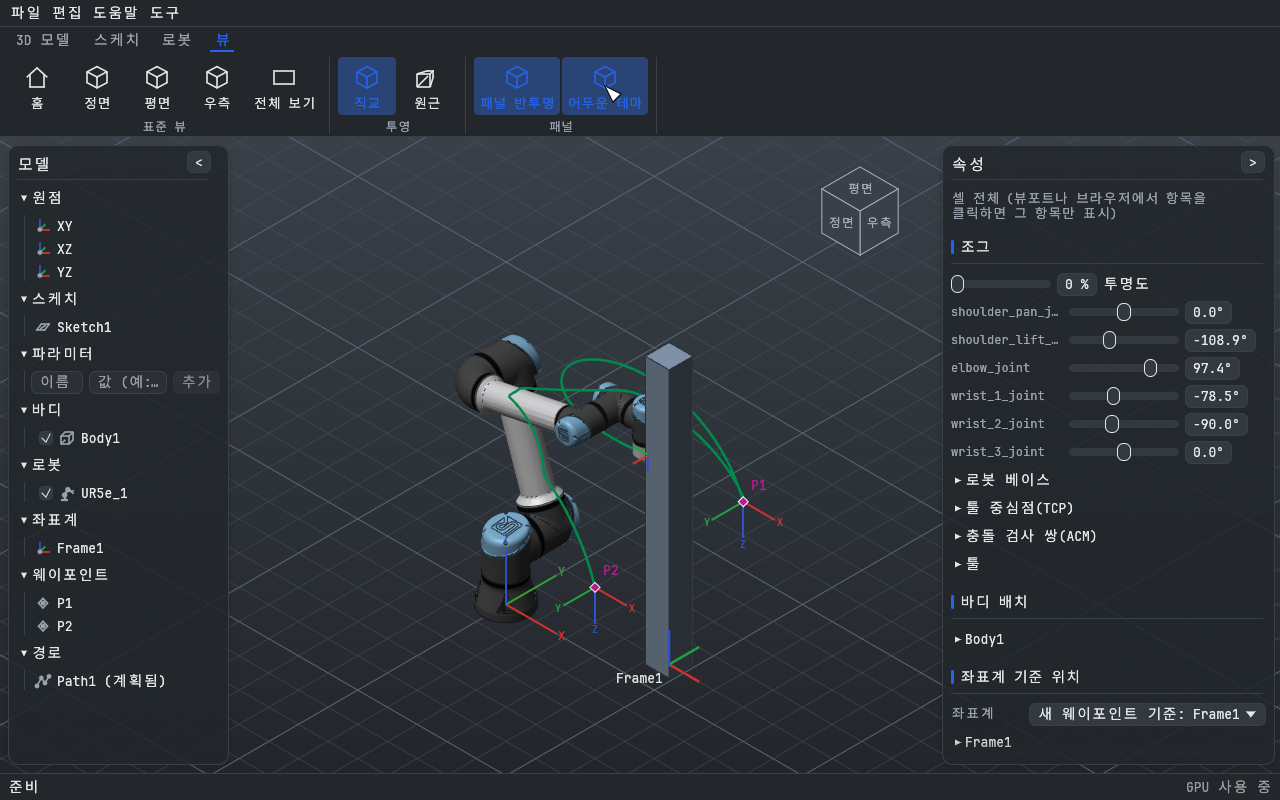 파일 편집 도움말 도구
3D 모델 스케치 로봇 뷰
홈 정면 평면 우측 전체 보기 직교 원근 패널 반투명 어두운 테마
표준 뷰 투영 패널
모델 <
원점
XY
XZ
YZ
스케치
Sketch1
파라미터
이름 값 (예:… 추가
바디
Body1
로봇
UR5e_1
좌표계
Frame1
웨이포인트
P1
P2
경로
Path1 (계획됨)
평면
정면 우측
P1
Y X
Z
P2
Y
Y X
Z
X
Frame1
속성 >
셀 전체 (뷰포트나 브라우저에서 항목을
클릭하면 그 항목만 표시)
조그
0 % 투명도
shoulder_pan_j… 0.0°
shoulder_lift_… -108.9°
elbow_joint 97.4°
wrist_1_joint -78.5°
wrist_2_joint -90.0°
wrist_3_joint 0.0°
로봇 베이스
툴 중심점(TCP)
충돌 검사 쌍(ACM)
툴
바디 배치
Body1
좌표계 기준 위치
좌표계 새 웨이포인트 기준: Frame1
Frame1
준비 GPU 사용 중